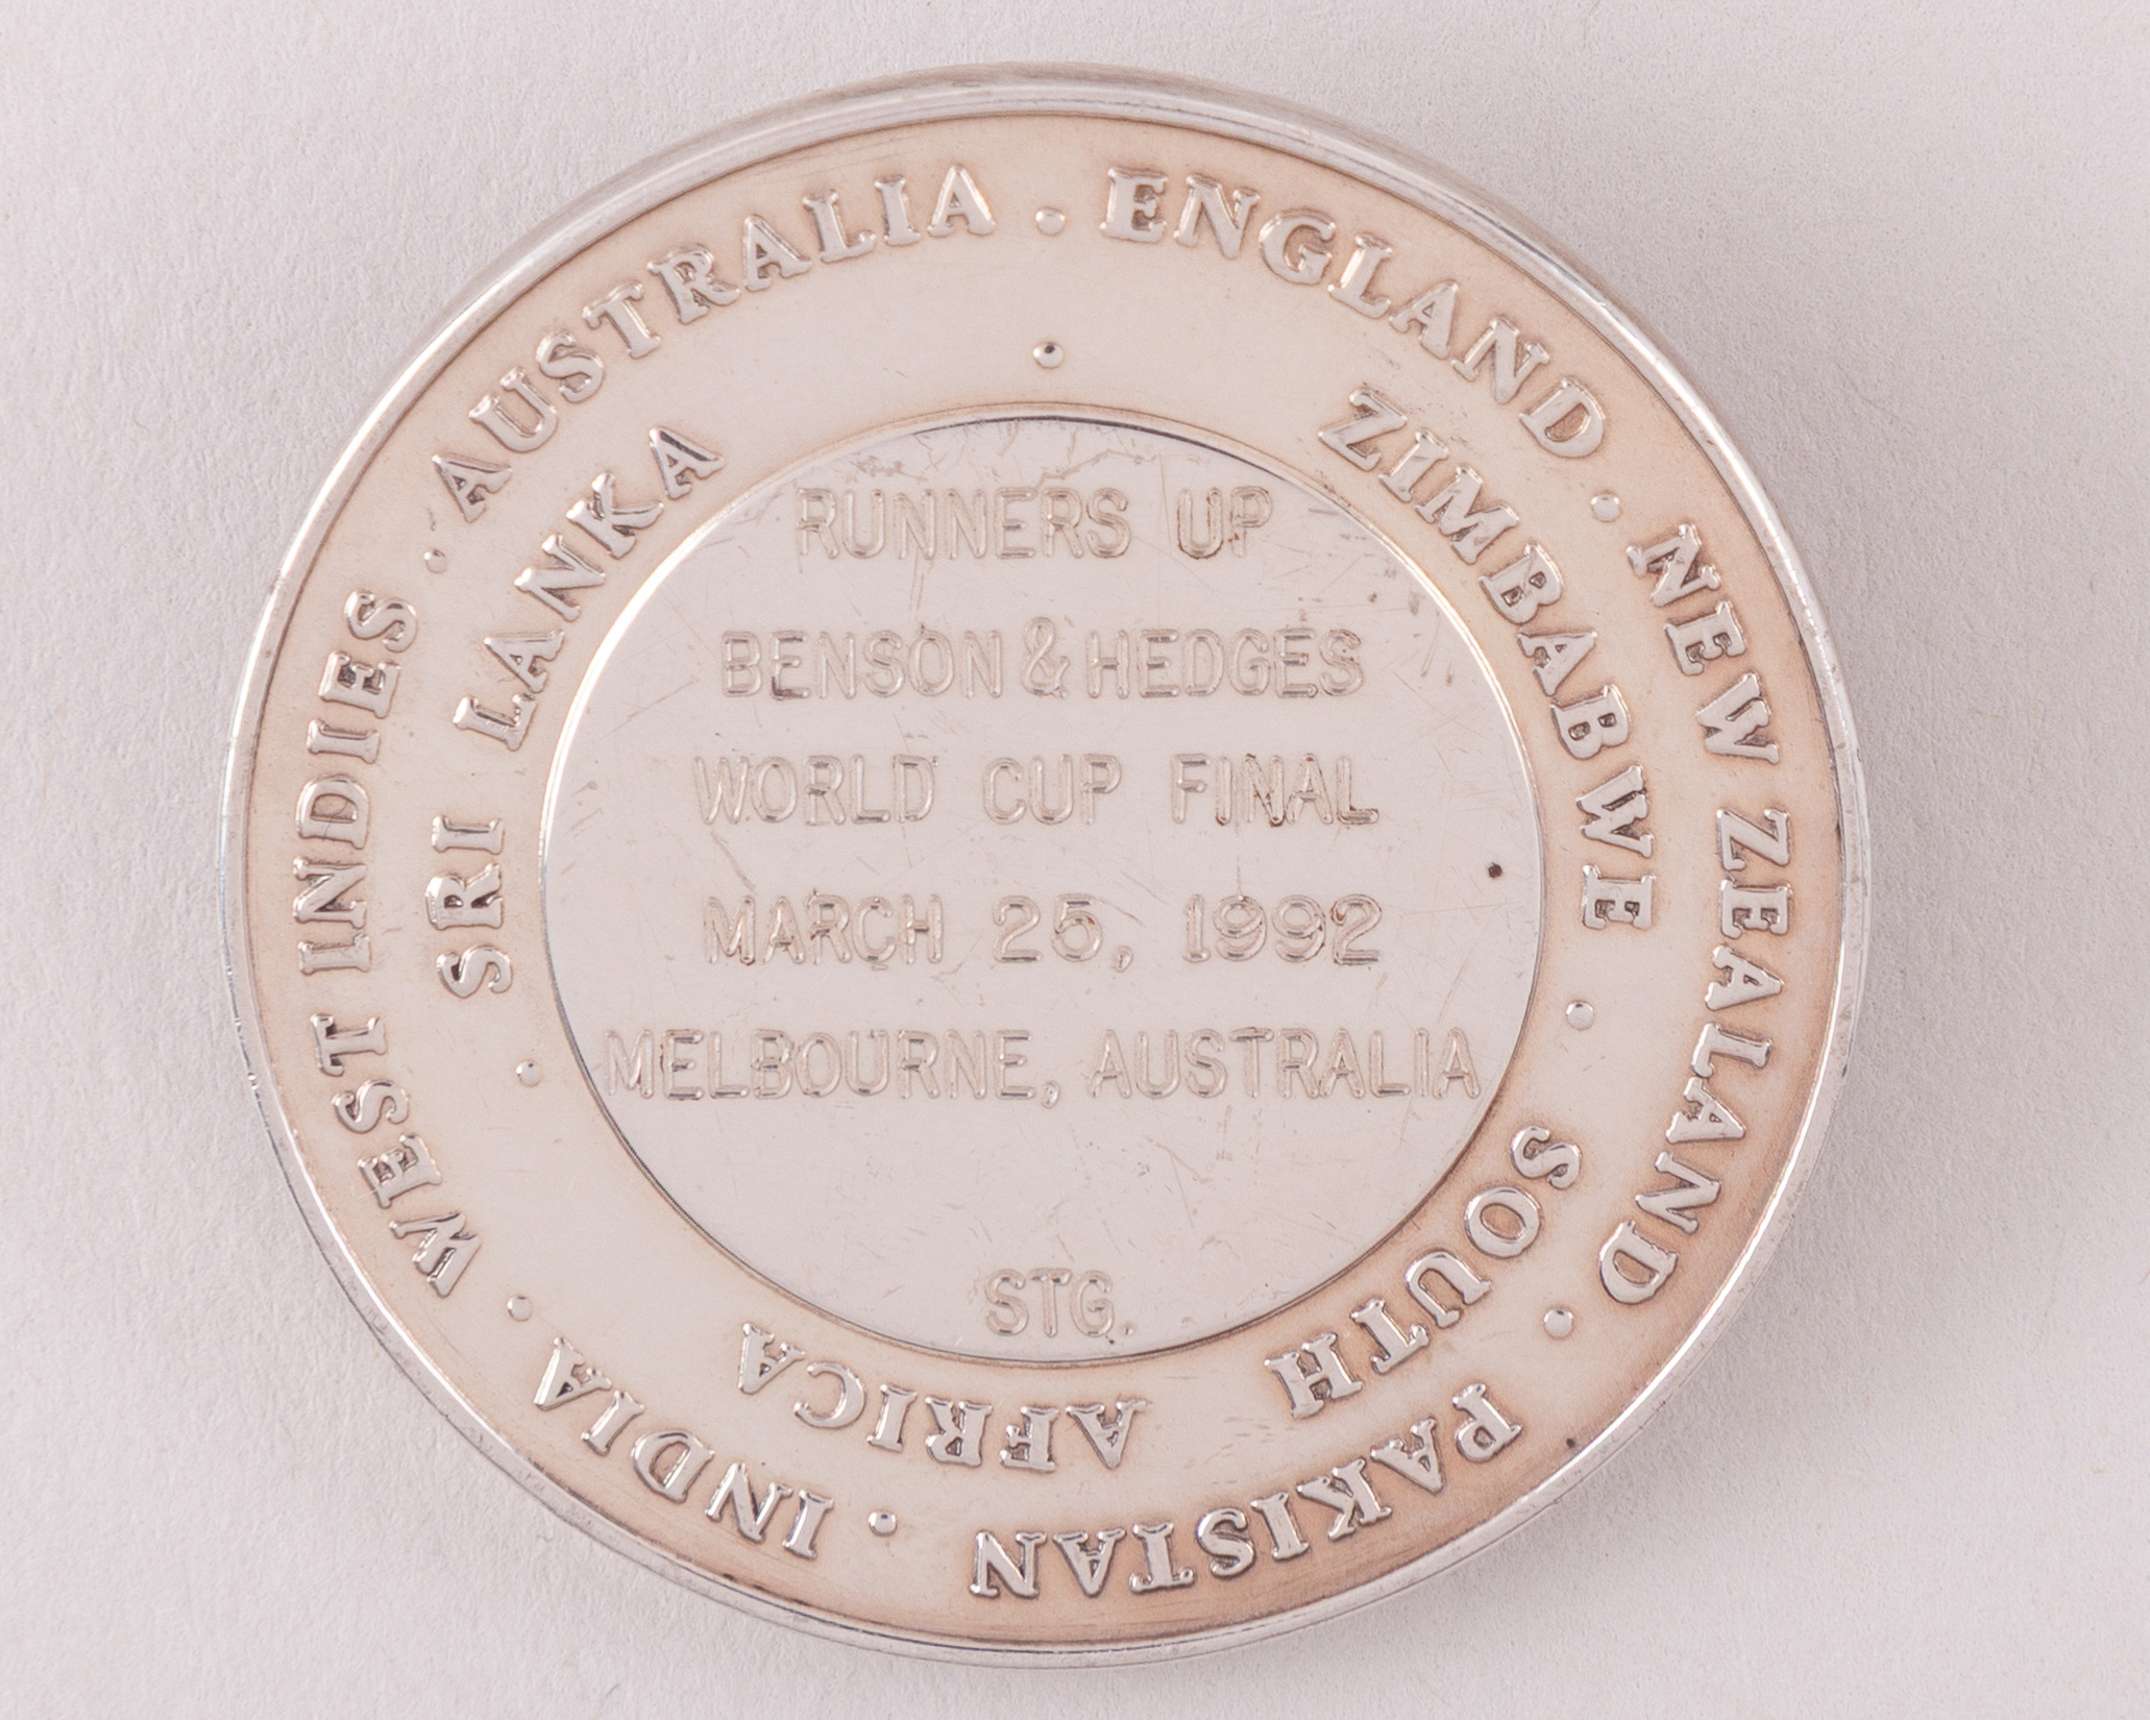 AUSTRALIA · ENGLAND · NEW ZEALAND · PAKISTAN · INDIA · WEST INDIES ·
· ZIMBABWE · SOUTH AFRICA · SRI LANKA
RUNNERS UP
BENSON & HEDGES
WORLD CUP FINAL
MARCH 25, 1992
MELBOURNE, AUSTRALIA
STG.